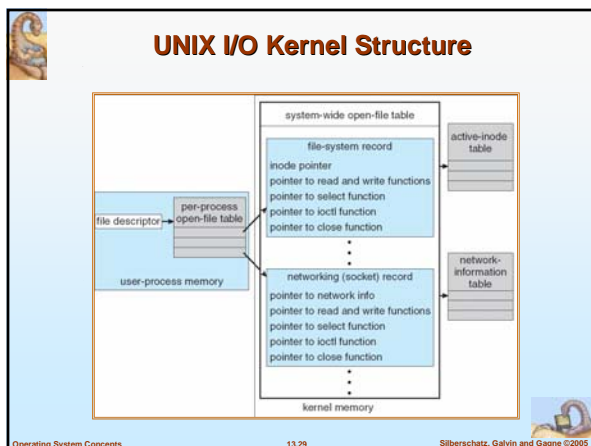 UNIX I/O Kernel Structure
system-wide open-file table
file-system record
inode pointer
pointer to read and write functions
pointer to select function
pointer to ioctl function
pointer to close function
active-inode
table
per-process
open-file table
file descriptor
user-process memory
networking (socket) record
pointer to network info
pointer to read and write functions
pointer to select function
pointer to ioctl function
pointer to close function
network-
information
table
kernel memory
Operating System Concepts
13.29
Silberschatz, Galvin and Gagne ©2005